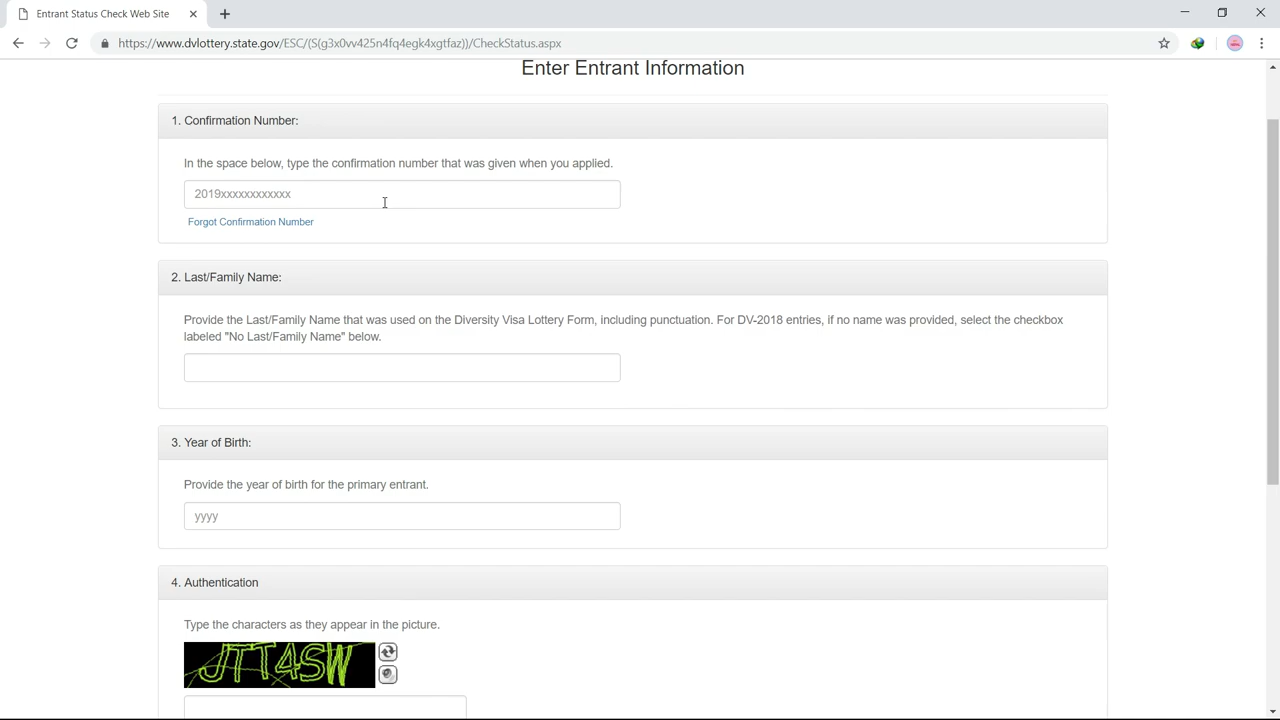 Entrant Status Check Web Site
https://www.dvlottery.state.gov/ESC/(S(g3x0vv425n4fq4egk4xgtfaz))/CheckStatus.aspx
Enter Entrant Information
1. Confirmation Number:
In the space below, type the confirmation number that was given when you applied.
2019xxxxxxxxxxxx
Forgot Confirmation Number
2. Last/Family Name:
Provide the Last/Family Name that was used on the Diversity Visa Lottery Form, including punctuation. For DV-2018 entries, if no name was provided, select the checkbox
labeled "No Last/Family Name" below.
3. Year of Birth:
Provide the year of birth for the primary entrant.
yyyy
4. Authentication
Type the characters as they appear in the picture.
JTT4SW